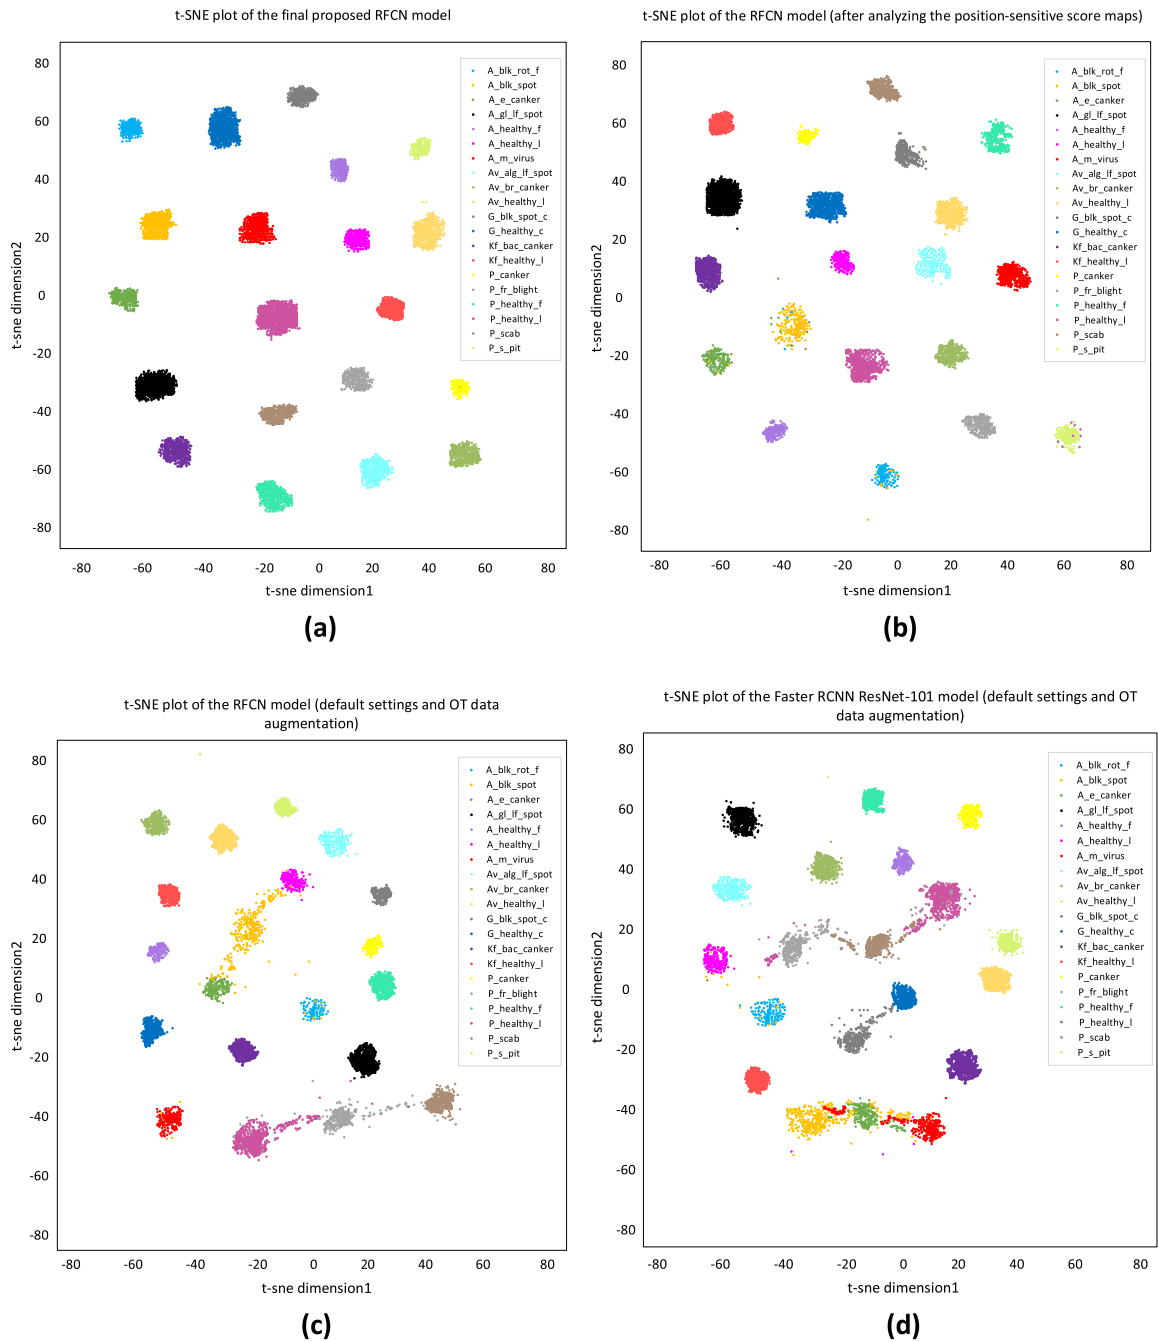 t-SNE plot of the final proposed RFCN model
80
60
40
20
0
-20
-40
-60
-80
t-sne dimension2
-80 -60 -40 -20 0 20 40 60 80
t-sne dimension1
A_blk_rot_f
A_blk_spot
A_e_canker
A_gl_lf_spot
A_healthy_f
A_healthy_l
A_m_virus
Av_alg_lf_spot
Av_br_canker
Av_healthy_l
G_blk_spot_c
G_healthy_c
Kf_bac_canker
Kf_healthy_l
P_canker
P_fr_blight
P_healthy_f
P_healthy_l
P_scab
P_s_pit
(a)
t-SNE plot of the RFCN model (after analyzing the position-sensitive score maps)
80
60
40
20
0
-20
-40
-60
-80
t-sne dimension2
-80 -60 -40 -20 0 20 40 60 80
t-sne dimension1
A_blk_rot_f
A_blk_spot
A_e_canker
A_gl_lf_spot
A_healthy_f
A_healthy_l
A_m_virus
Av_alg_lf_spot
Av_br_canker
Av_healthy_l
G_blk_spot_c
G_healthy_c
Kf_bac_canker
Kf_healthy_l
P_canker
P_fr_blight
P_healthy_f
P_healthy_l
P_scab
P_s_pit
(b)
t-SNE plot of the RFCN model (default settings and OT data
augmentation)
80
60
40
20
0
-20
-40
-60
-80
t-sne dimension2
-80 -60 -40 -20 0 20 40 60 80
t-sne dimension1
A_blk_rot_f
A_blk_spot
A_e_canker
A_gl_lf_spot
A_healthy_f
A_healthy_l
A_m_virus
Av_alg_lf_spot
Av_br_canker
Av_healthy_l
G_blk_spot_c
G_healthy_c
Kf_bac_canker
Kf_healthy_l
P_canker
P_fr_blight
P_healthy_f
P_healthy_l
P_scab
P_s_pit
(c)
t-SNE plot of the Faster RCNN ResNet-101 model (default settings and OT
data augmentation)
80
60
40
20
0
-20
-40
-60
-80
t-sne dimension2
-80 -60 -40 -20 0 20 40 60 80
t-sne dimension1
A_blk_rot_f
A_blk_spot
A_e_canker
A_gl_lf_spot
A_healthy_f
A_healthy_l
A_m_virus
Av_alg_lf_spot
Av_br_canker
Av_healthy_l
G_blk_spot_c
G_healthy_c
Kf_bac_canker
Kf_healthy_l
P_canker
P_fr_blight
P_healthy_f
P_healthy_l
P_scab
P_s_pit
(d)